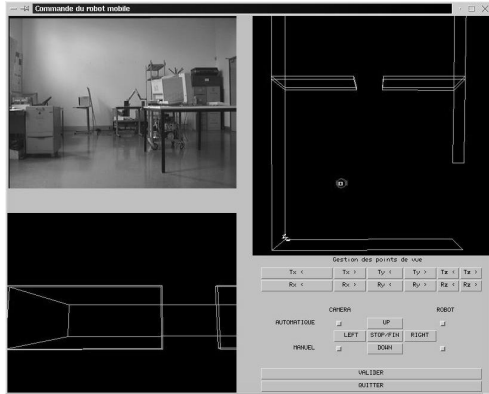 Commande du robot mobile
Gestion des points de vue
Tx < Tx > Ty < Ty > Tz < Tz >
Rx < Rx > Ry < Ry > Rz < Rz >
CAMERA ROBOT
AUTOMATIQUE UP
LEFT STOP/FIN RIGHT
MANUEL DOWN
VALIDER
QUITTER